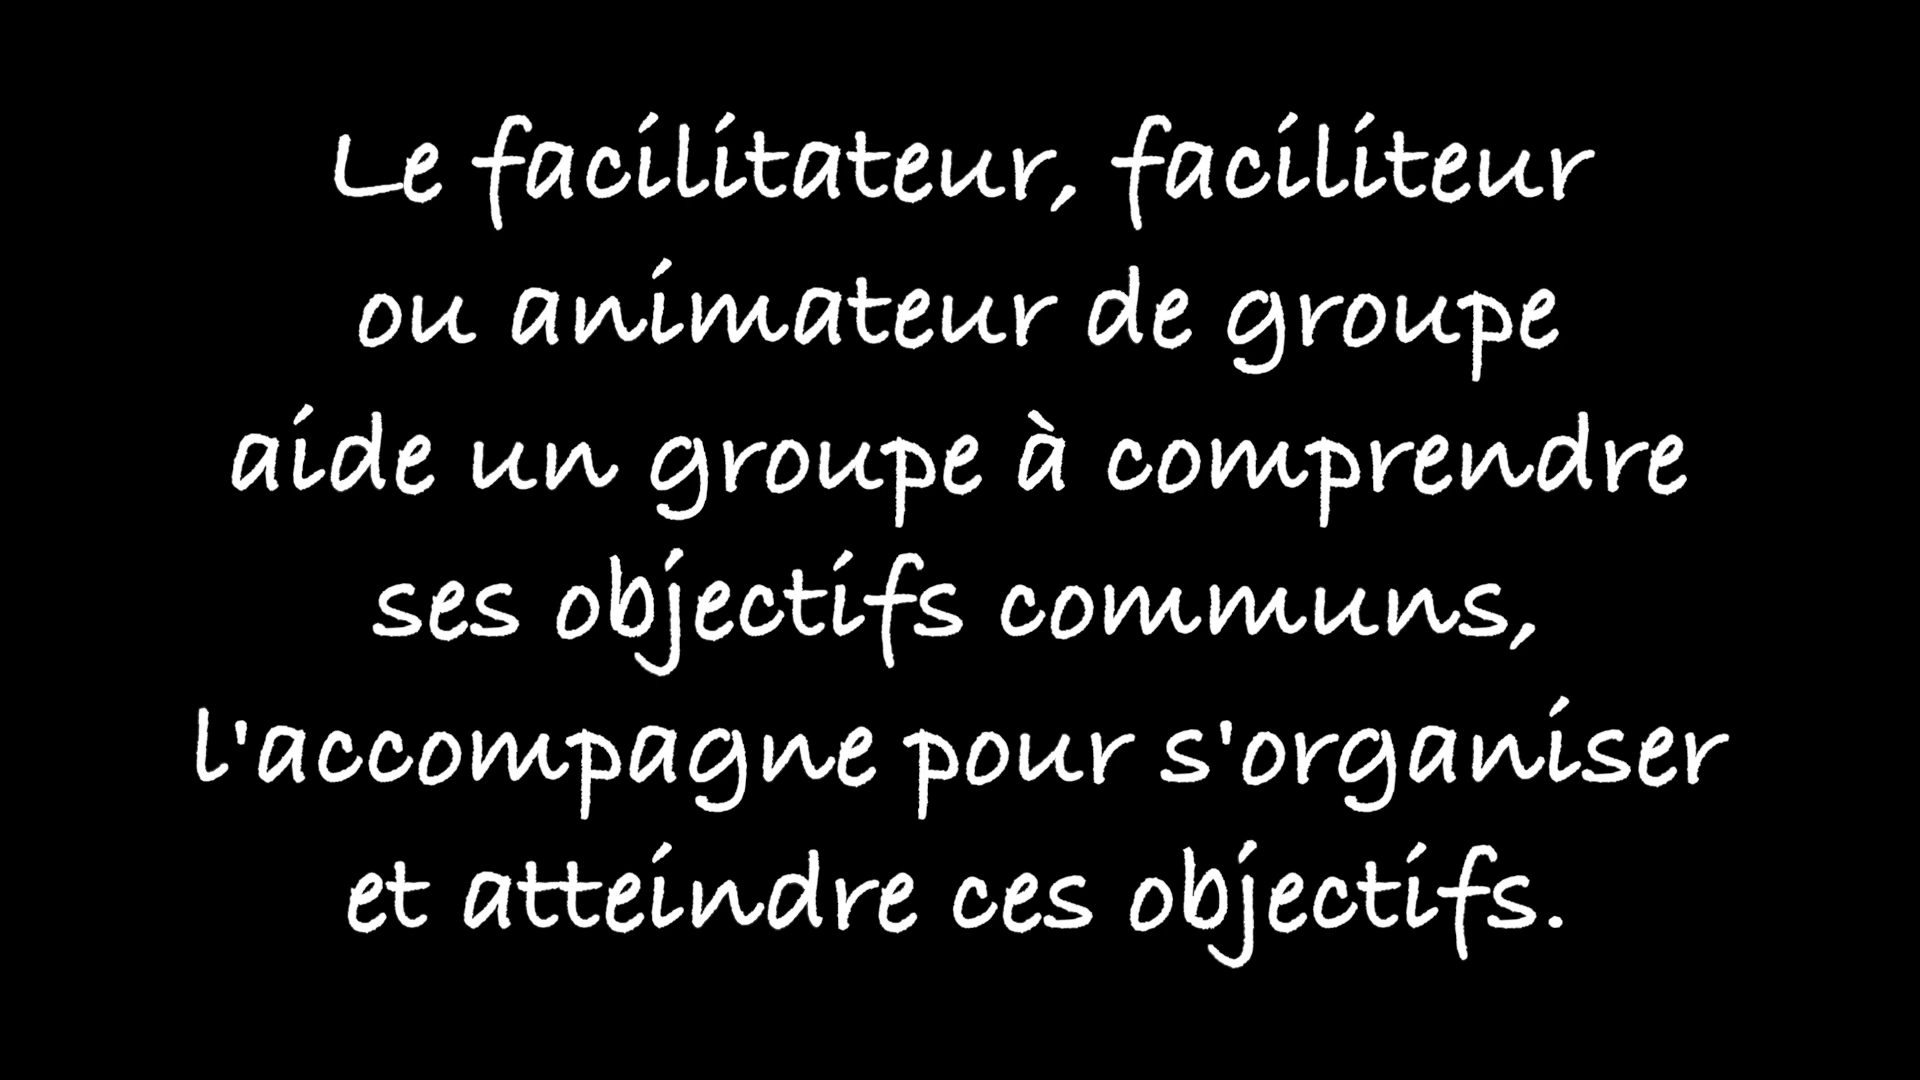 Le facilitateur, faciliteur
ou animateur de groupe
aide un groupe à comprendre
ses objectifs communs,
l'accompagne pour s'organiser
et atteindre ces objectifs.